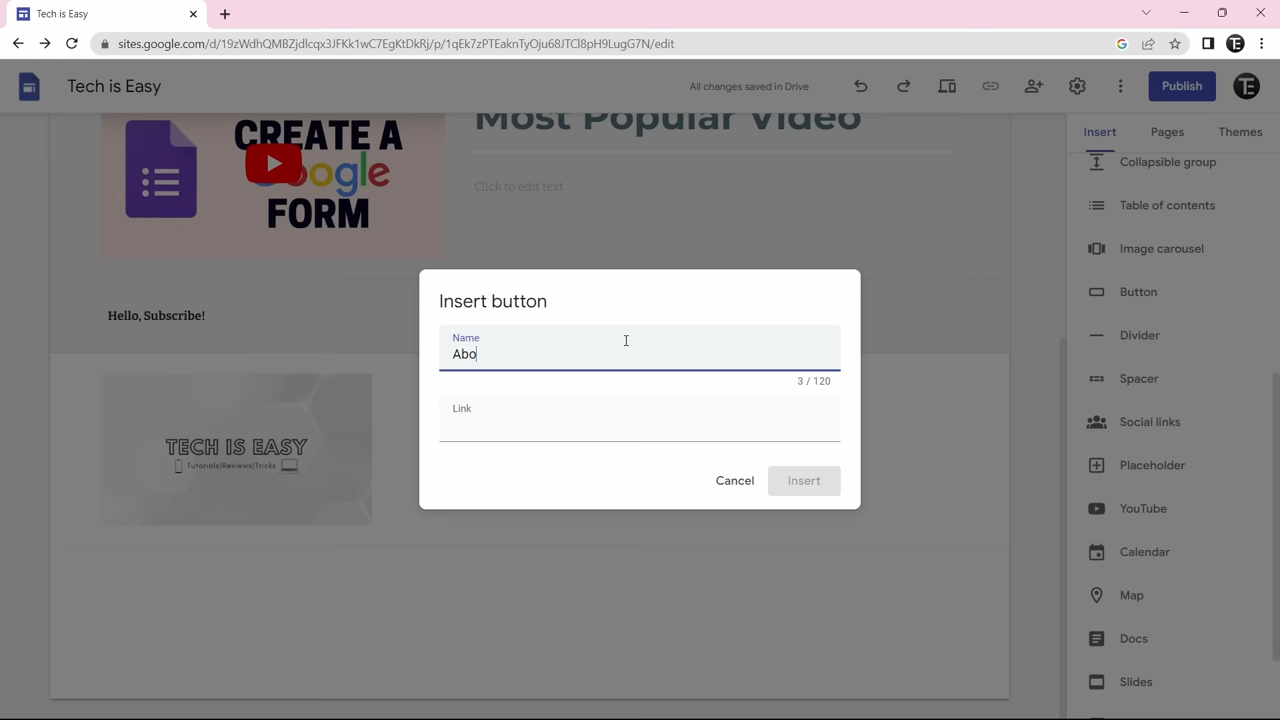 Tech is Easy
sites.google.com/d/19zWdhQMBZjdlcqx3JFKk1wC7EgKtDkRj/p/1qEk7zPTEaknTyOju68JTCl8pH9LugG7N/edit
Tech is Easy
All changes saved in Drive
Publish
Insert
Pages
Themes
CREATE A
Google
FORM
Most Popular Video
Click to edit text
Hello, Subscribe!
TECH IS EASY
Tutorials|Reviews|Tricks
Insert button
Name
Abo
3 / 120
Link
Cancel
Insert
Collapsible group
Table of contents
Image carousel
Button
Divider
Spacer
Social links
Placeholder
YouTube
Calendar
Map
Docs
Slides